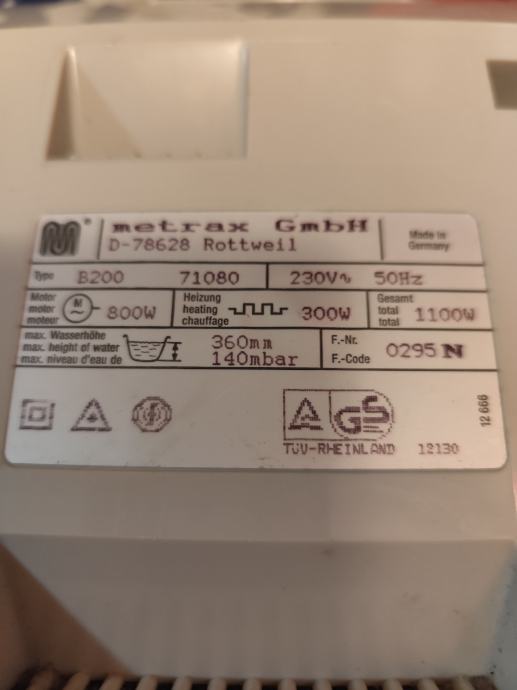 metrax GmbH
D-78628 Rottweil
Made in
Germany
Type B200 71080 230V~ 50Hz
Motor
motor
moteur
M
800W
Heizung
heating
chauffage
300W
Gesamt
total
total
1100W
max. Wasserhöhe
max. height of water
max. niveau d'eau de
360mm
140mbar
F.-Nr.
F.-Code
0295 N
GS
TÜV-RHEINLAND 12130
12 666